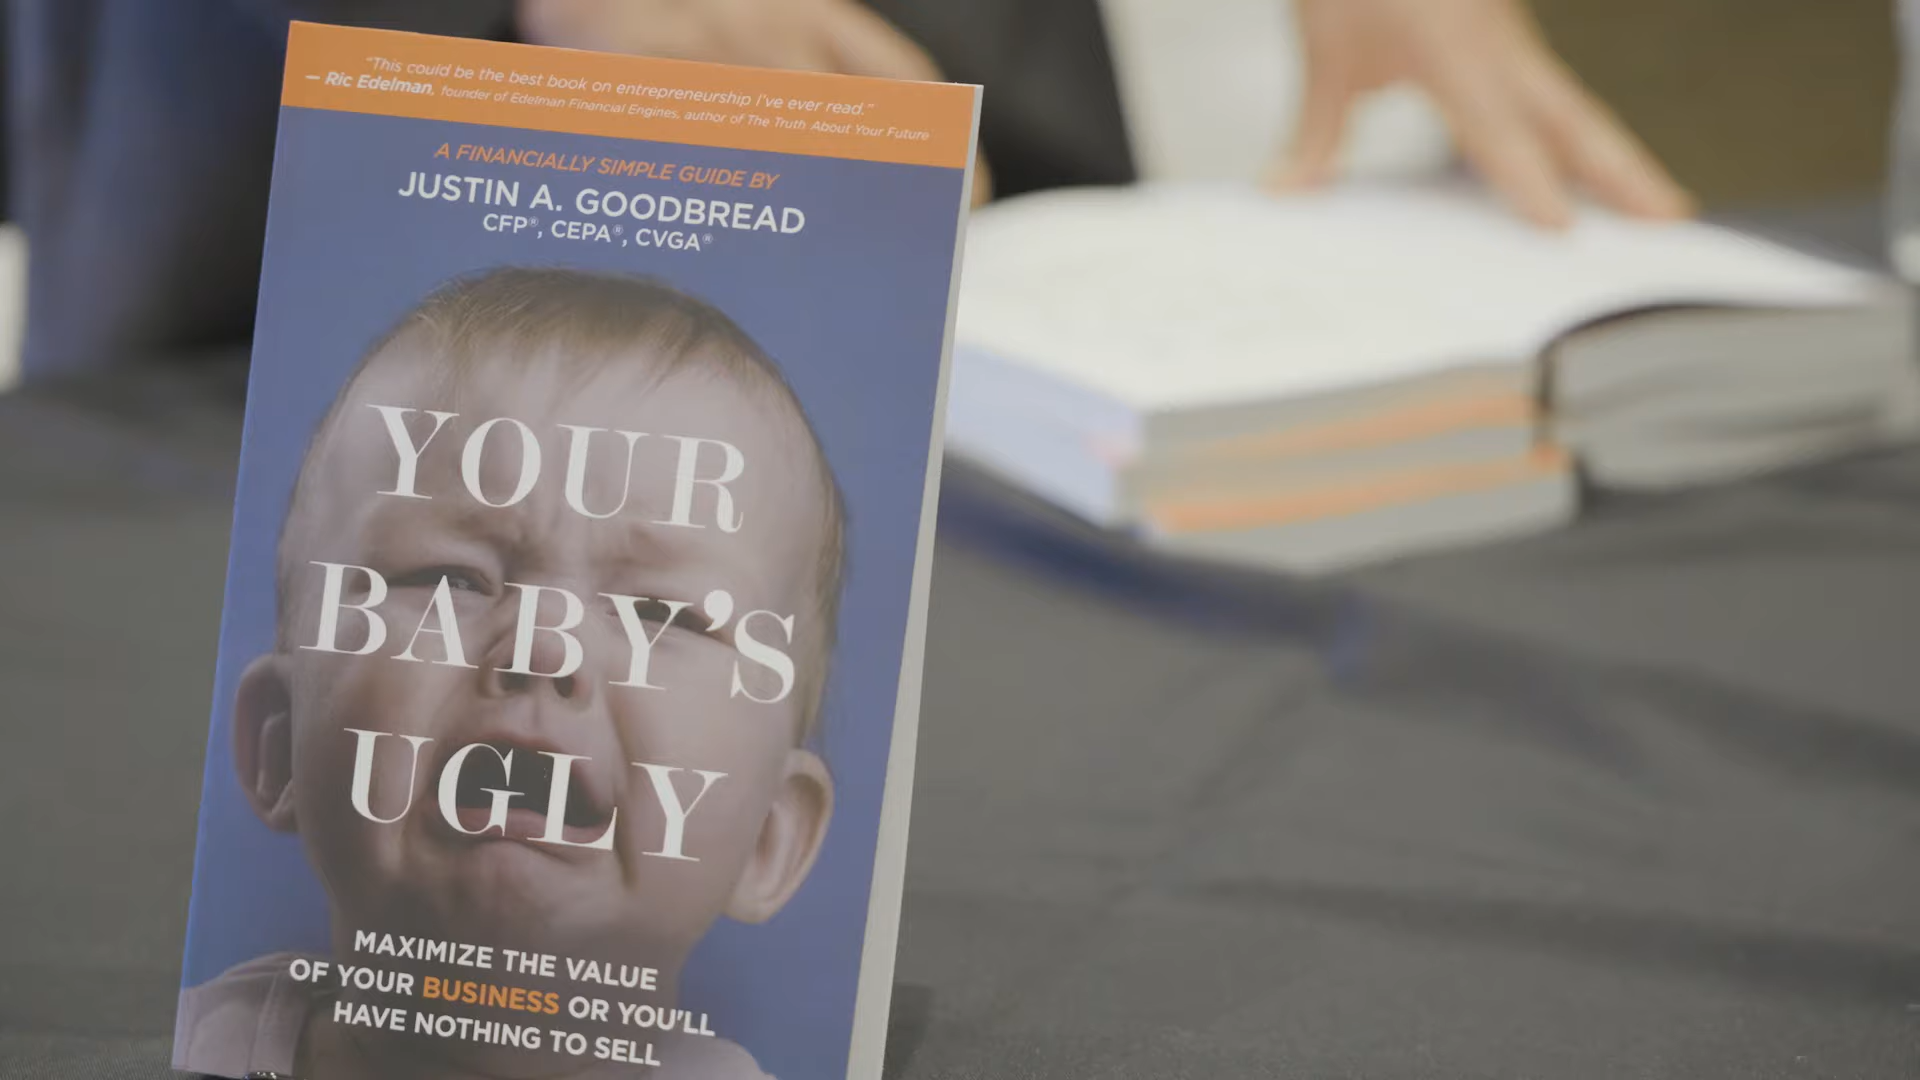 "This could be the best book on entrepreneurship I've ever read."
— Ric Edelman, founder of Edelman Financial Engines, author of The Truth About Your Future
A FINANCIALLY SIMPLE GUIDE BY
JUSTIN A. GOODBREAD
CFP®, CEPA®, CVGA®
YOUR
BABY'S
UGLY
MAXIMIZE THE VALUE
OF YOUR BUSINESS OR YOU'LL
HAVE NOTHING TO SELL